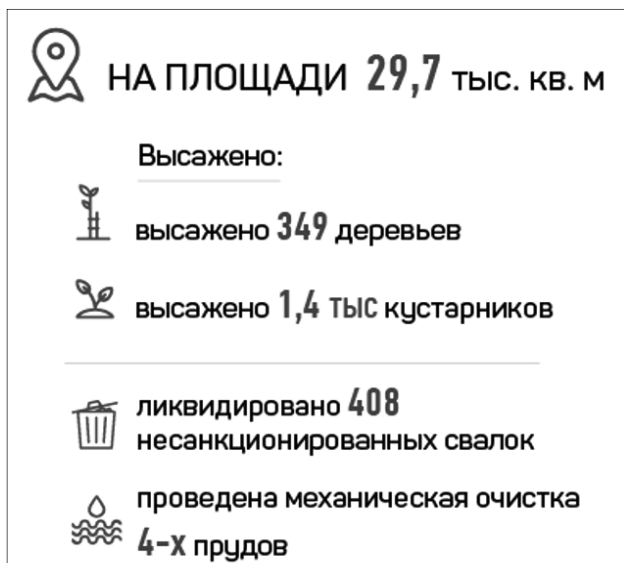 НА ПЛОЩАДИ 29,7 тыс. кв. м
Высажено:
высажено 349 деревьев
высажено 1,4 тыс кустарников
ликвидировано 408
несанкционированных свалок
проведена механическая очистка
4-х прудов